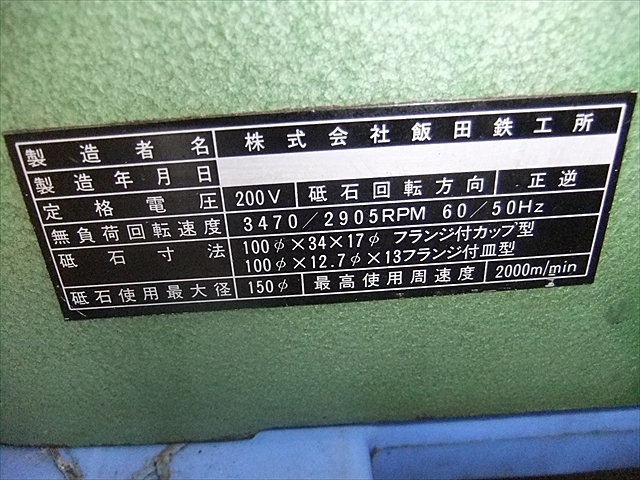 製造者名 株式会社飯田鉄工所
製造年月日
定格電圧 200V 砥石回転方向 正逆
無負荷回転速度 3470/2905RPM 60/50Hz
砥石寸法 100φ×34×17φ フランジ付カップ型
100φ×12.7φ×13フランジ付皿型
砥石使用最大径 150φ 最高使用周速度 2000m/min